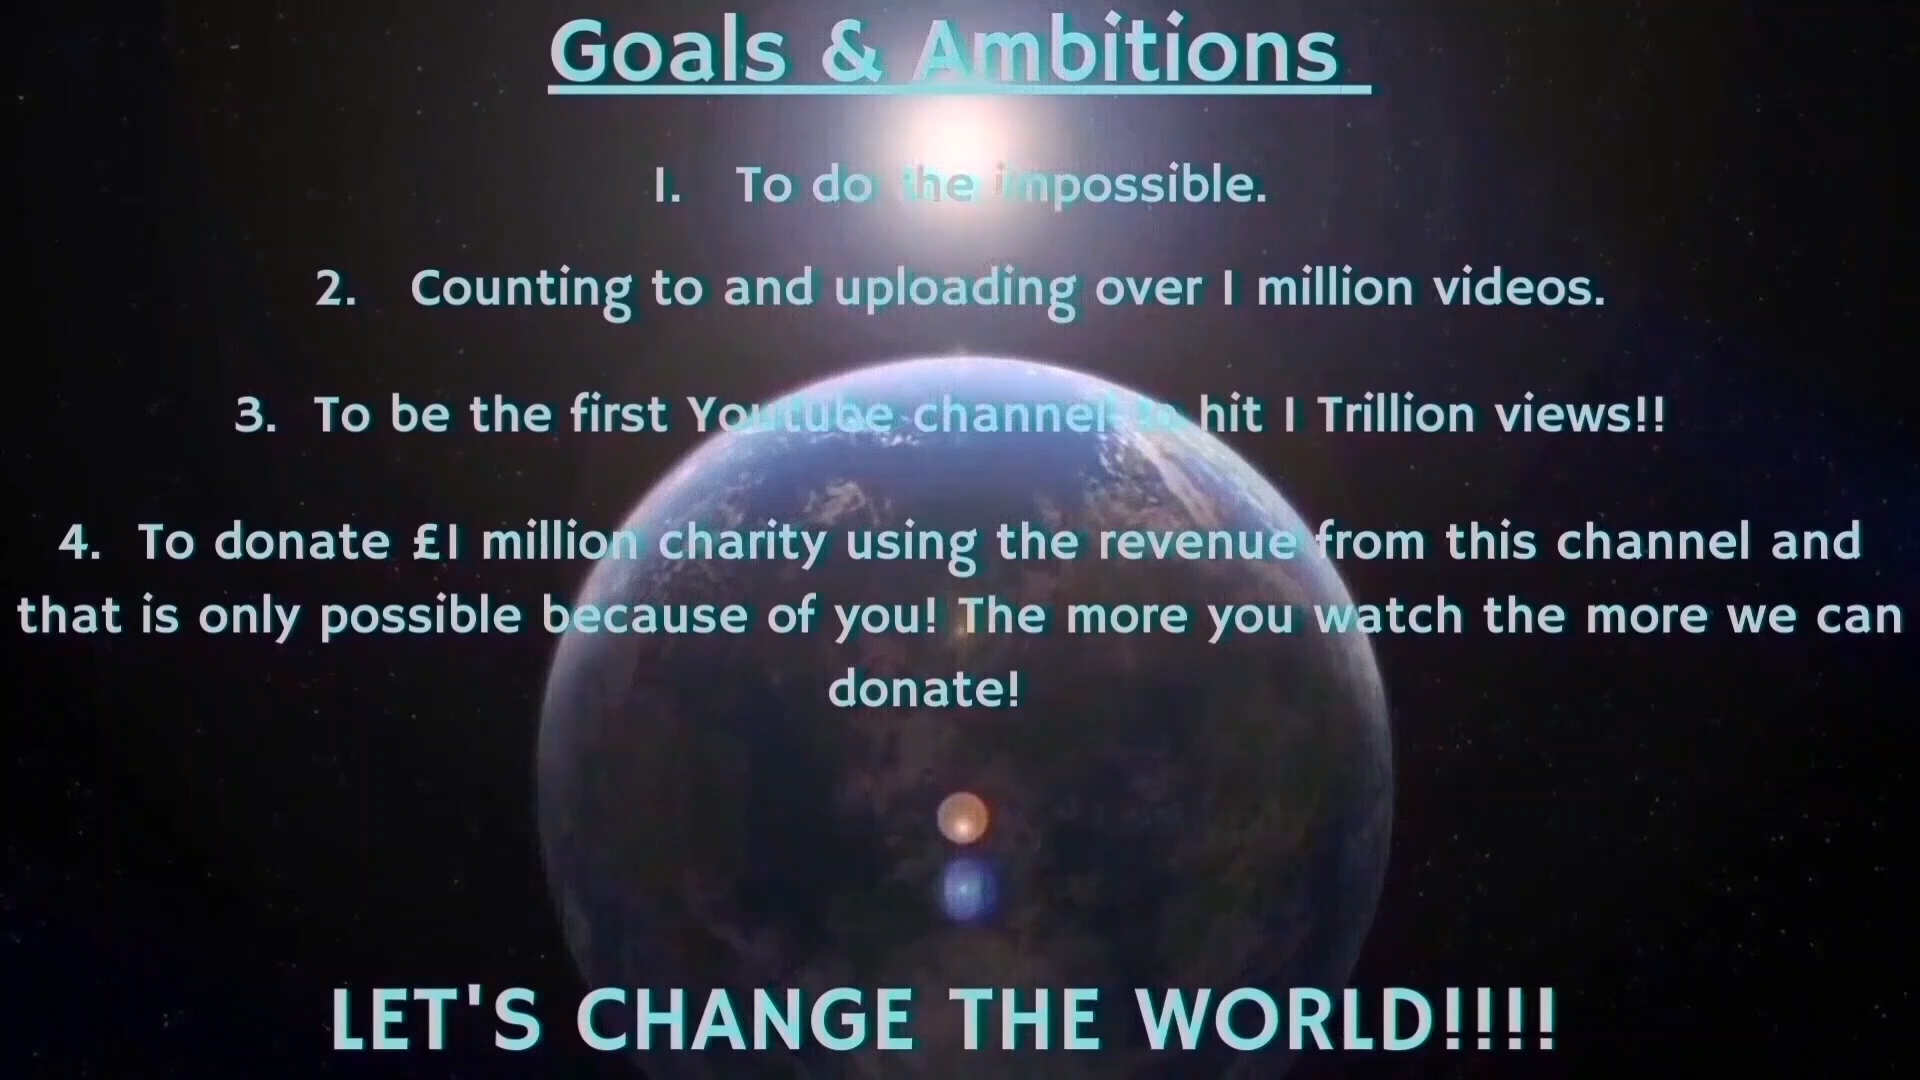 Goals & Ambitions
1. To do the impossible.
2. Counting to and uploading over 1 million videos.
3. To be the first Youtube channel to hit 1 Trillion views!!
4. To donate £1 million charity using the revenue from this channel and
that is only possible because of you! The more you watch the more we can
donate!
LET'S CHANGE THE WORLD!!!!